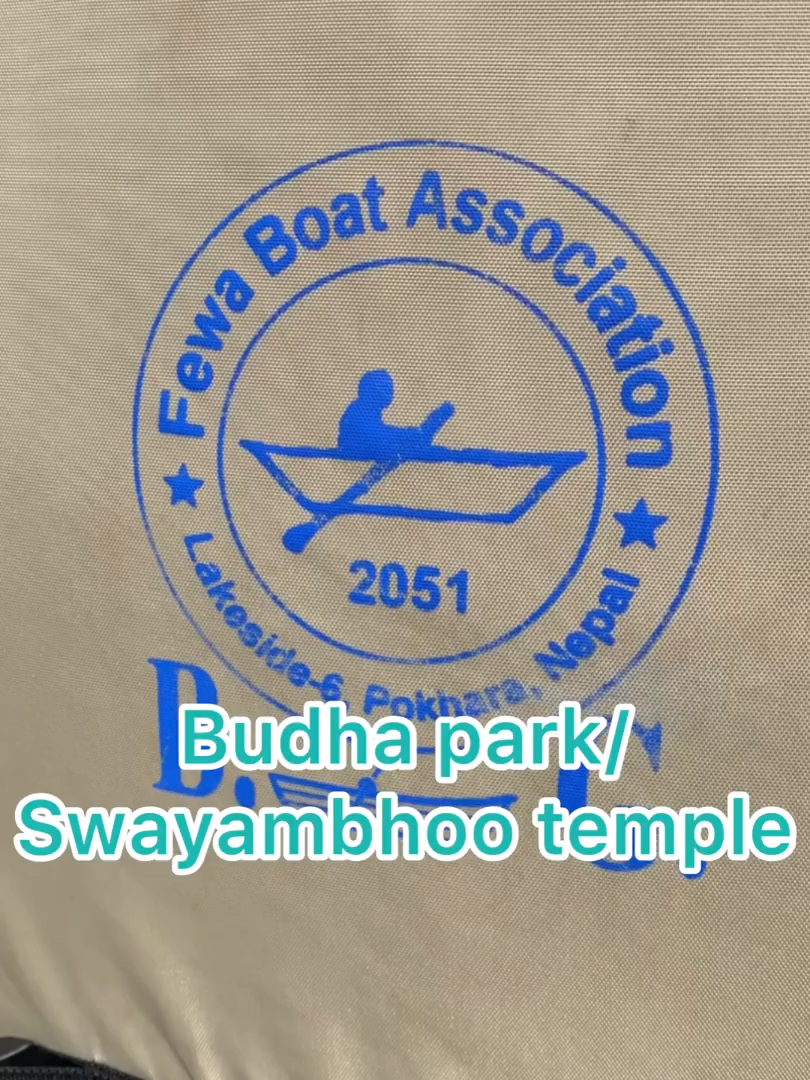 Fewa Boat Association
2051
Lakeside-6, Pokhara, Nepal
B. C.
Budha park/
Swayambhoo temple